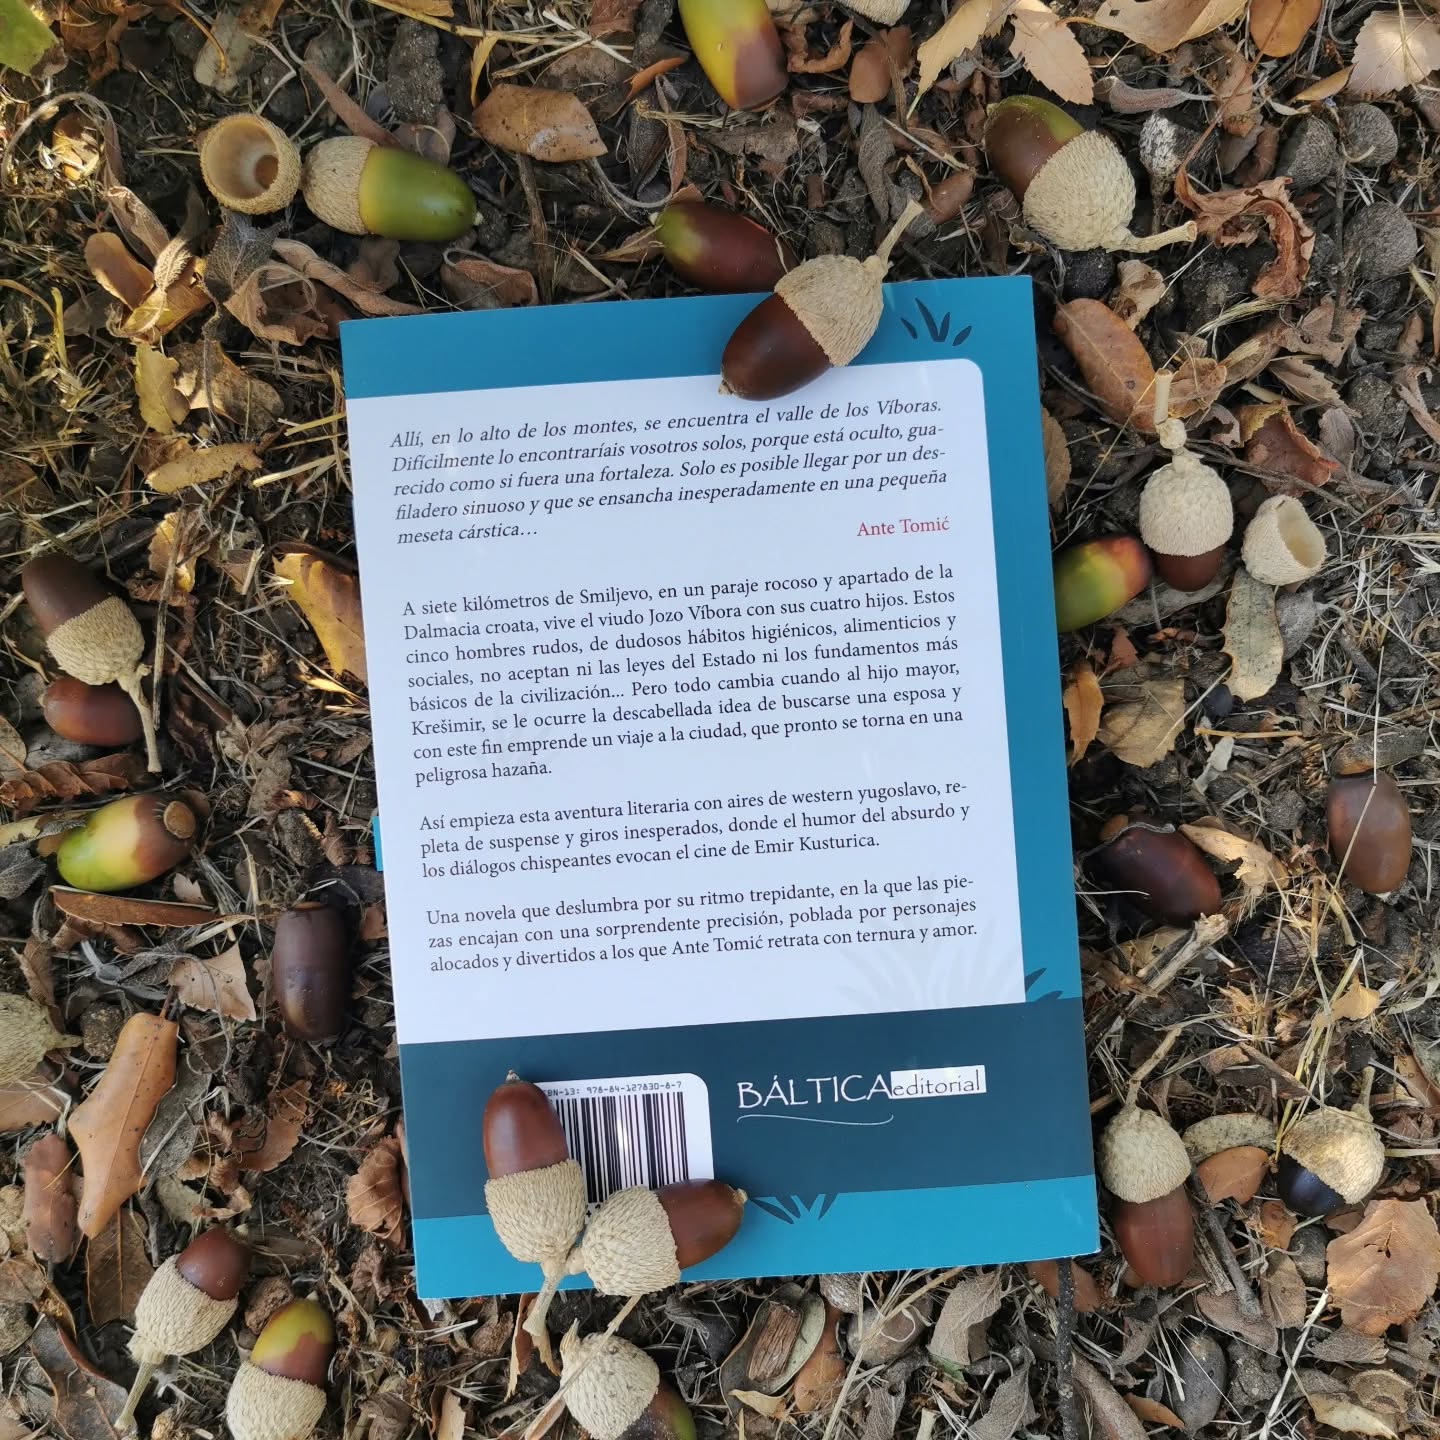 Allí, en lo alto de los montes, se encuentra el valle de los Víboras.
Difícilmente lo encontraríais vosotros solos, porque está oculto, gua-
recido como si fuera una fortaleza. Solo es posible llegar por un des-
filadero sinuoso y que se ensancha inesperadamente en una pequeña
meseta cárstica…
Ante Tomić
A siete kilómetros de Smiljevo, en un paraje rocoso y apartado de la
Dalmacia croata, vive el viudo Jozo Víbora con sus cuatro hijos. Estos
cinco hombres rudos, de dudosos hábitos higiénicos, alimenticios y
sociales, no aceptan ni las leyes del Estado ni los fundamentos más
básicos de la civilización... Pero todo cambia cuando al hijo mayor,
Krešimir, se le ocurre la descabellada idea de buscarse una esposa y
con este fin emprende un viaje a la ciudad, que pronto se torna en una
peligrosa hazaña.
Así empieza esta aventura literaria con aires de western yugoslavo, re-
pleta de suspense y giros inesperados, donde el humor del absurdo y
los diálogos chispeantes evocan el cine de Emir Kusturica.
Una novela que deslumbra por su ritmo trepidante, en la que las pie-
zas encajan con una sorprendente precisión, poblada por personajes
alocados y divertidos a los que Ante Tomić retrata con ternura y amor.
BN-13: 978-84-127830-8-7
BÁLTICA editorial